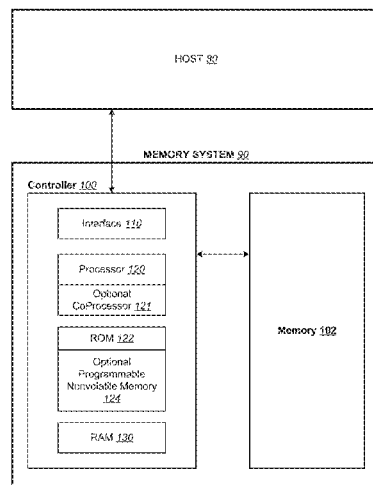 HOST 80
MEMORY SYSTEM 90
Controller 100
Interface 110
Processor 120
Optional
CoProcessor 121
ROM 122
Optional
Programmable
Nonvolatile Memory
124
RAM 130
Memory 102